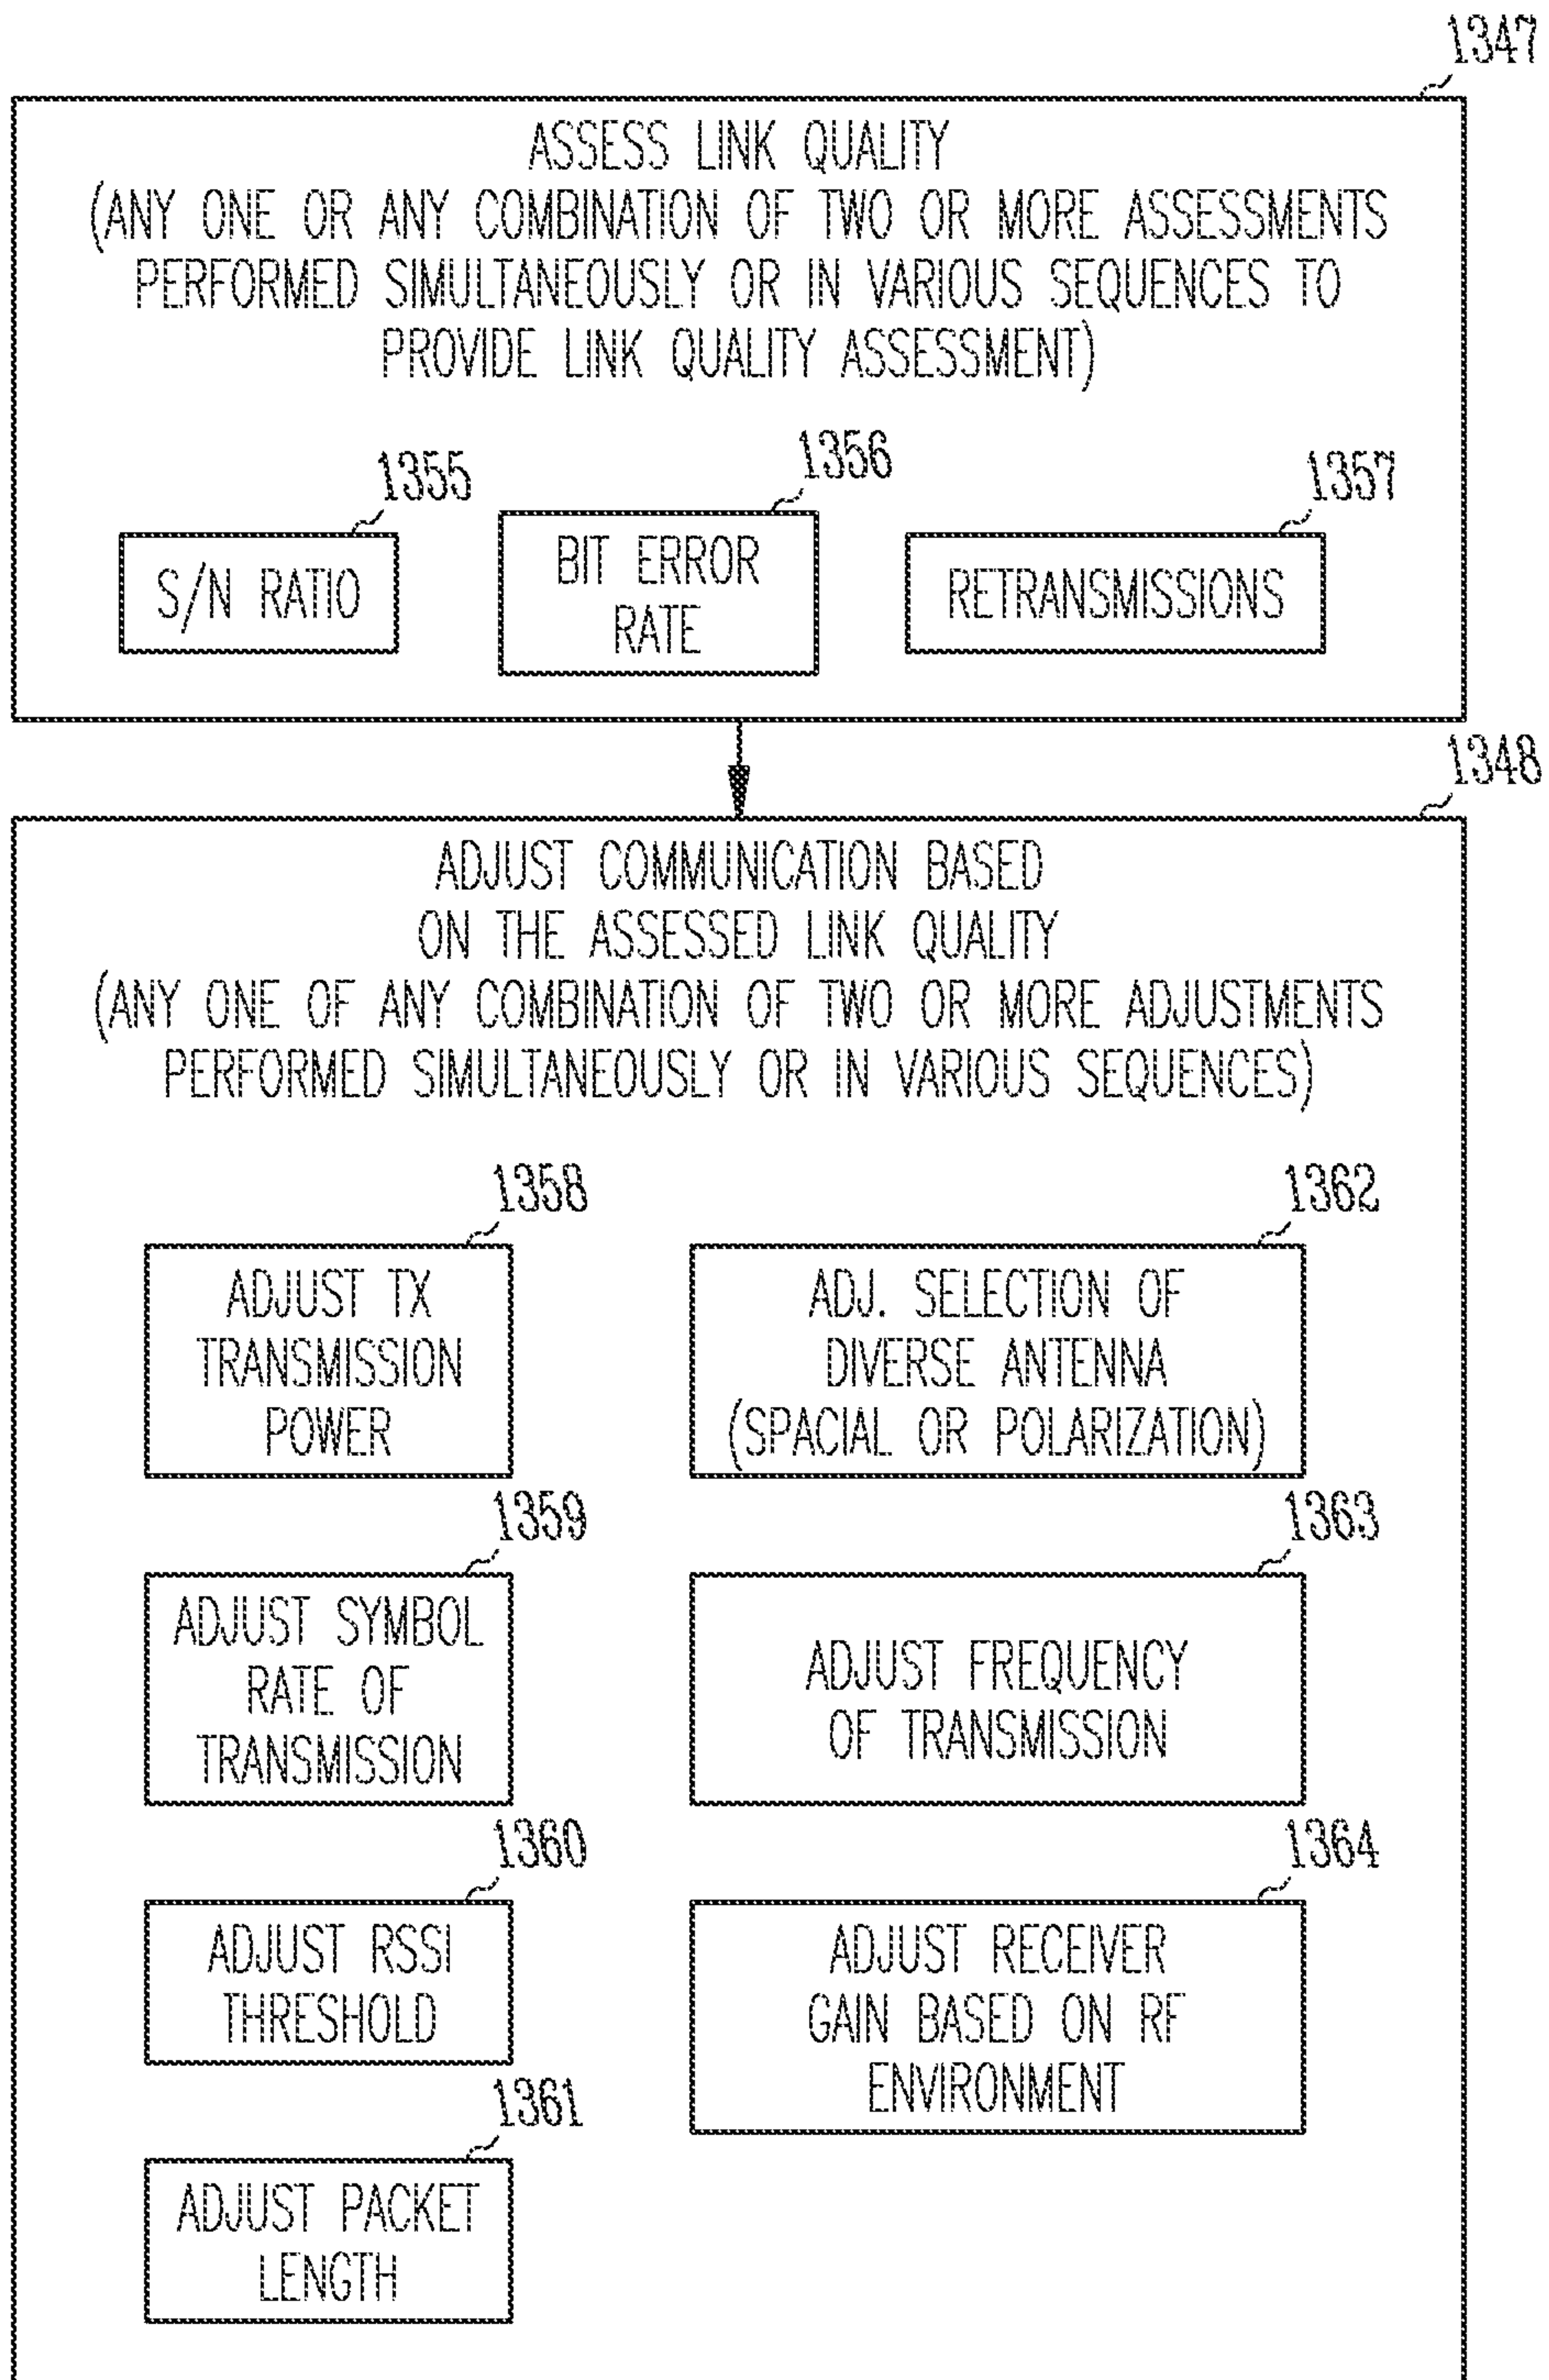 1347
ASSESS LINK QUALITY
(ANY ONE OR ANY COMBINATION OF TWO OR MORE ASSESSMENTS
PERFORMED SIMULTANEOUSLY OR IN VARIOUS SEQUENCES TO
PROVIDE LINK QUALITY ASSESSMENT)
1355
S/N RATIO
1356
BIT ERROR
RATE
1357
RETRANSMISSIONS
1348
ADJUST COMMUNICATION BASED
ON THE ASSESSED LINK QUALITY
(ANY ONE OF ANY COMBINATION OF TWO OR MORE ADJUSTMENTS
PERFORMED SIMULTANEOUSLY OR IN VARIOUS SEQUENCES)
1358
ADJUST TX
TRANSMISSION
POWER
1362
ADJ. SELECTION OF
DIVERSE ANTENNA
(SPACIAL OR POLARIZATION)
1359
ADJUST SYMBOL
RATE OF
TRANSMISSION
1363
ADJUST FREQUENCY
OF TRANSMISSION
1360
ADJUST RSSI
THRESHOLD
1364
ADJUST RECEIVER
GAIN BASED ON RF
ENVIRONMENT
1361
ADJUST PACKET
LENGTH